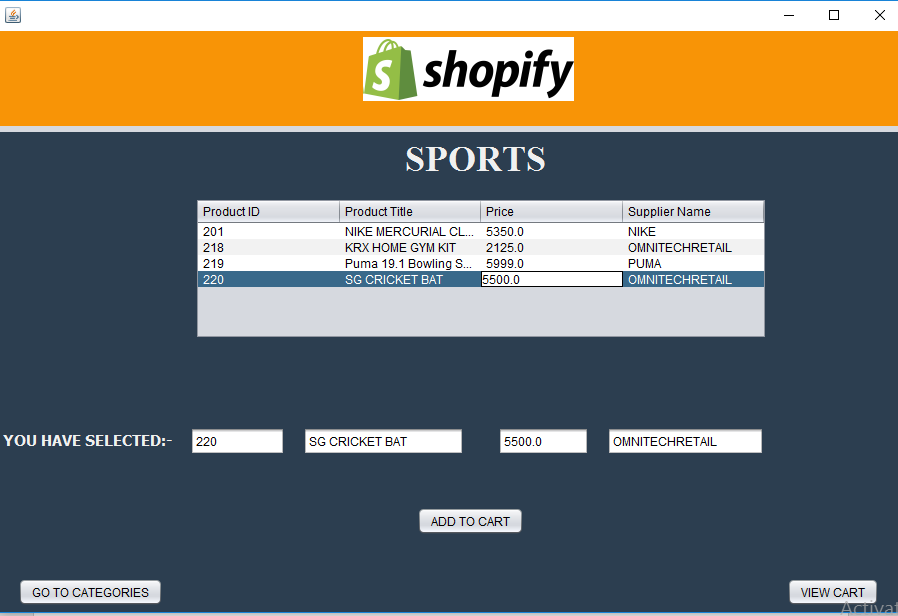 shopify
SPORTS
Product ID Product Title Price Supplier Name
201 NIKE MERCURIAL CL... 5350.0 NIKE
218 KRX HOME GYM KIT 2125.0 OMNITECHRETAIL
219 Puma 19.1 Bowling S... 5999.0 PUMA
220 SG CRICKET BAT 5500.0 OMNITECHRETAIL
YOU HAVE SELECTED:- 220 SG CRICKET BAT 5500.0 OMNITECHRETAIL
ADD TO CART
GO TO CATEGORIES VIEW CART